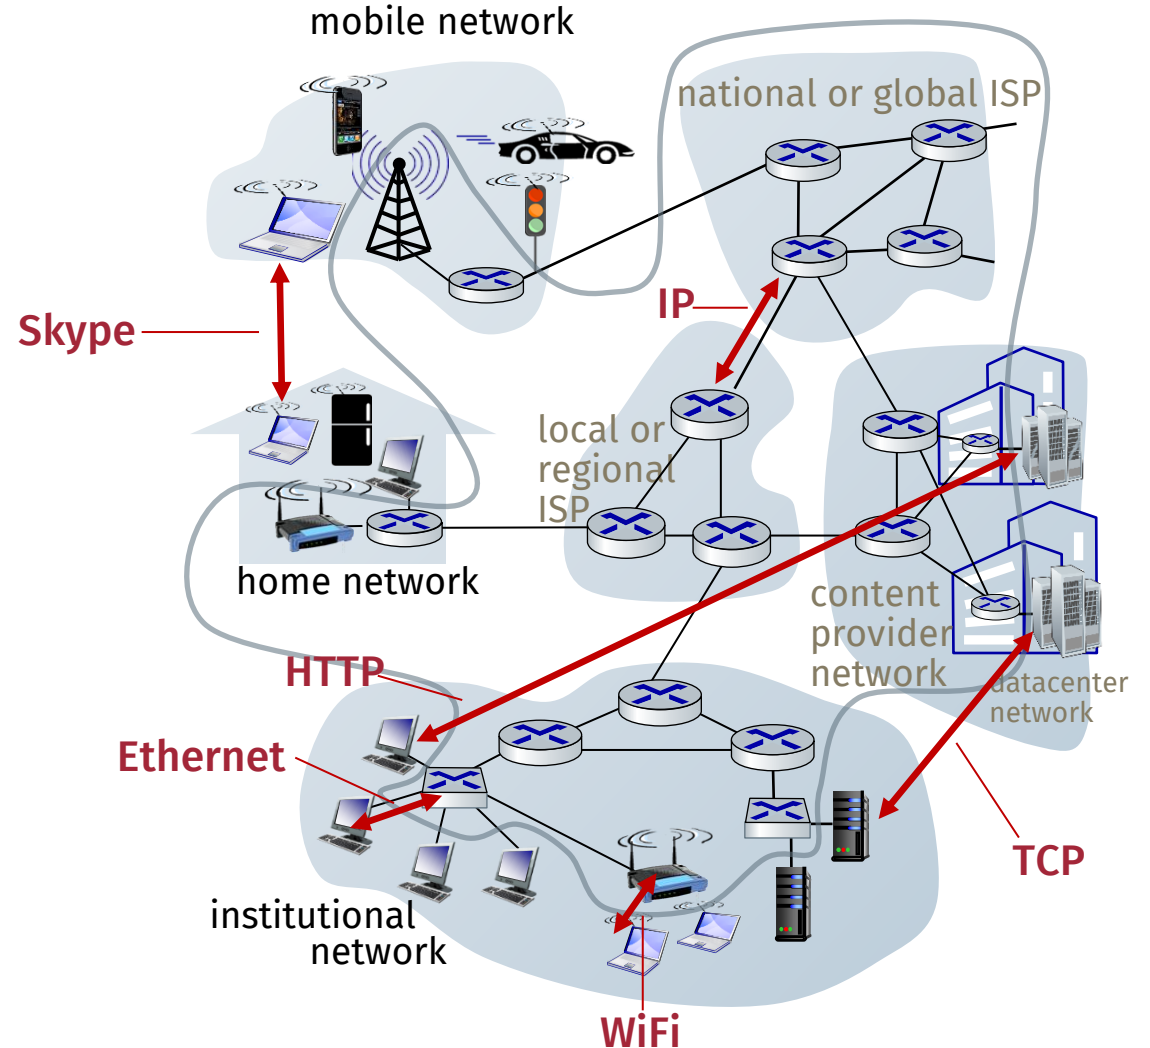 mobile network
national or global ISP
Skype
IP
local or
regional
ISP
home network
content
provider
network
datacenter
network
HTTP
Ethernet
TCP
institutional
network
WiFi